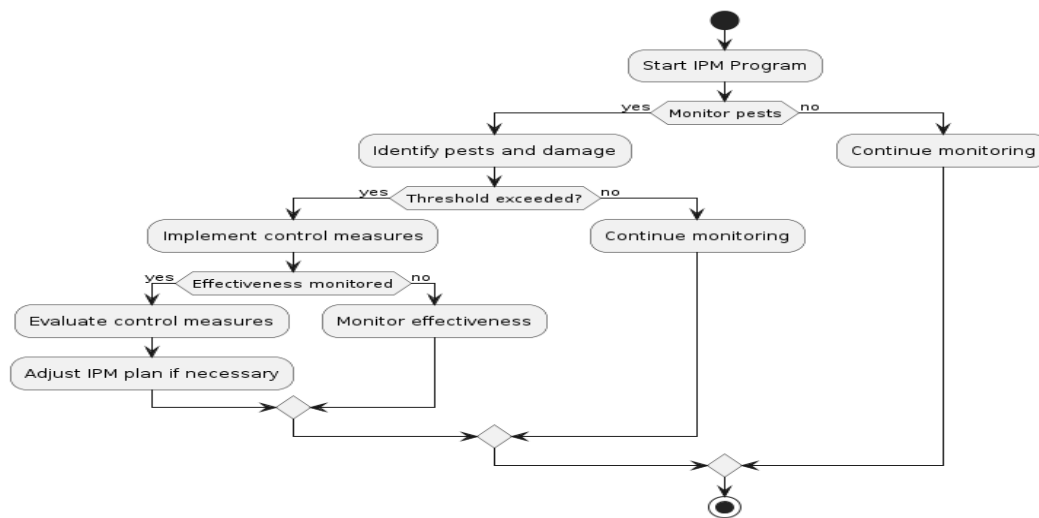 Start IPM Program
yes
Monitor pests
no
Identify pests and damage
Continue monitoring
yes
Threshold exceeded?
no
Implement control measures
Continue monitoring
yes
Effectiveness monitored
no
Evaluate control measures
Monitor effectiveness
Adjust IPM plan if necessary